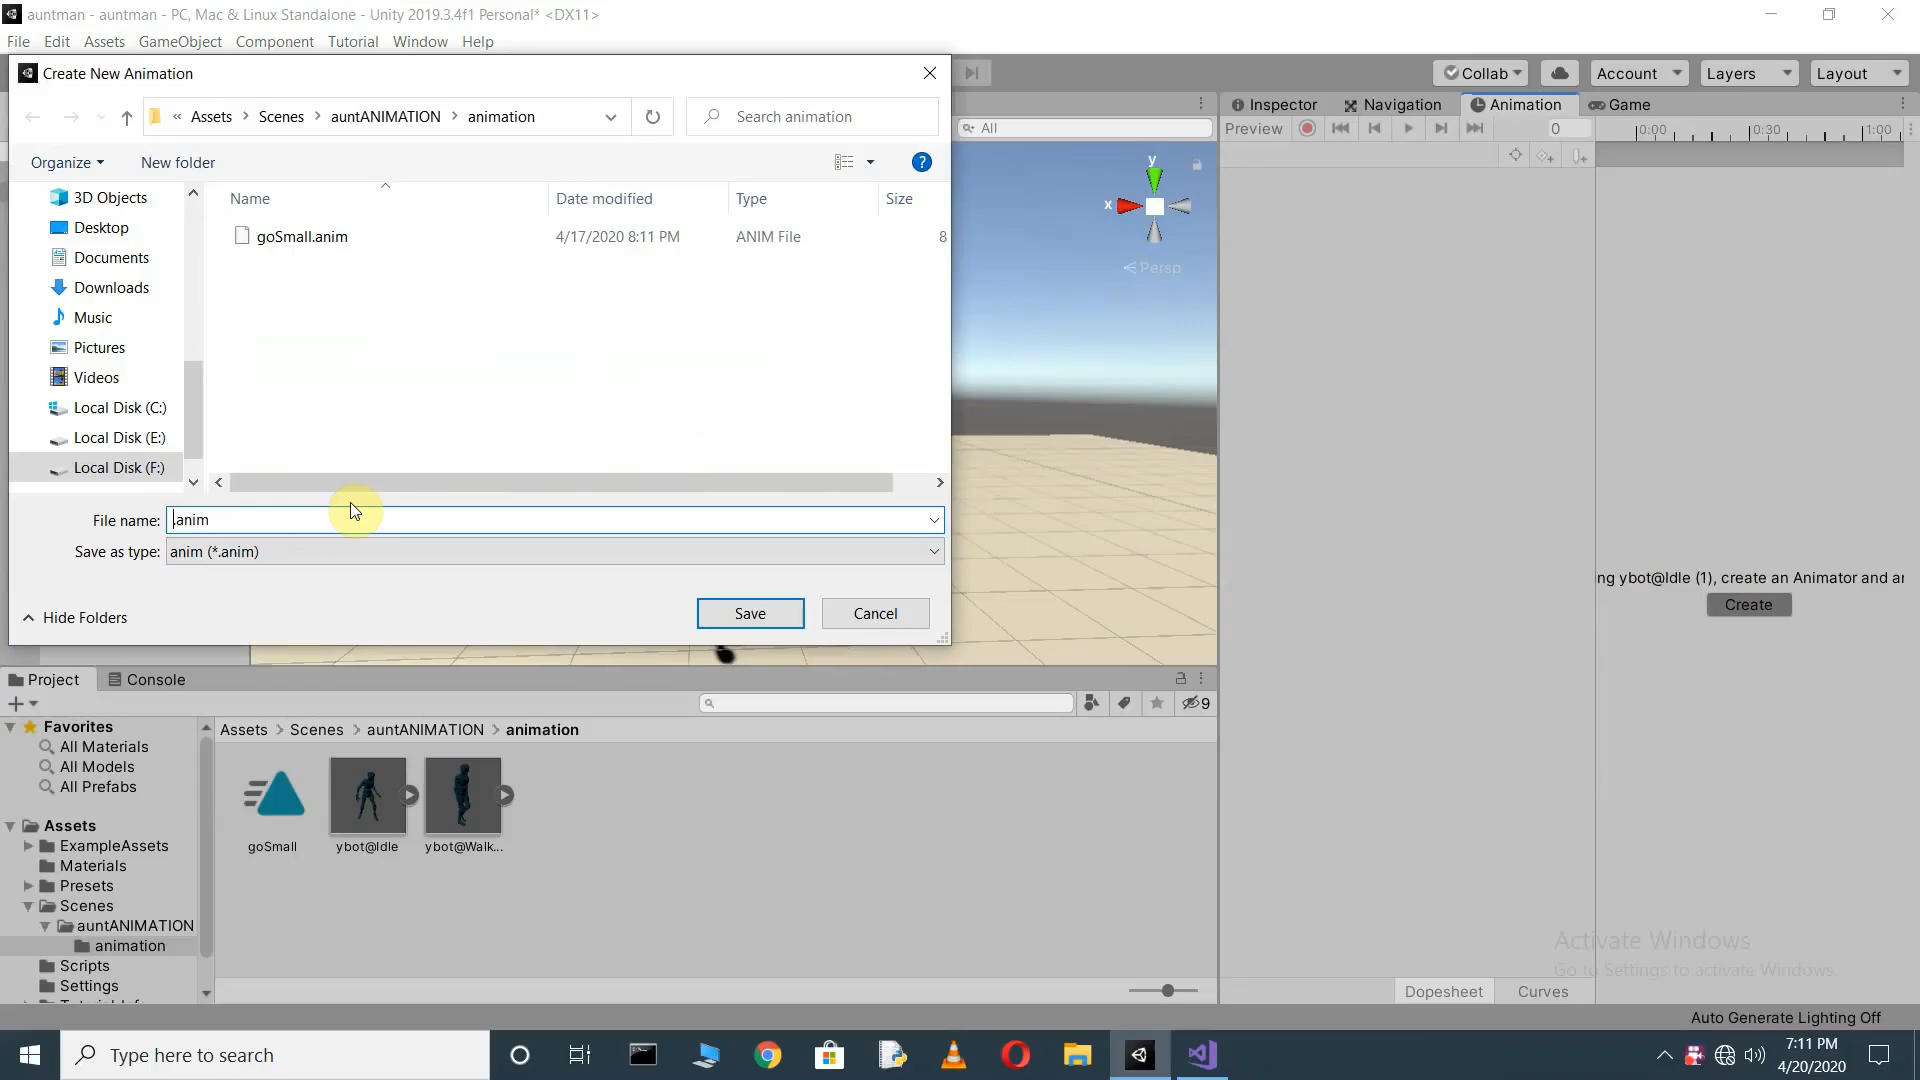 auntman - auntman - PC, Mac & Linux Standalone - Unity 2019.3.4f1 Personal* <DX11>
File Edit Assets GameObject Component Tutorial Window Help
Create New Animation
Collab Account Layers Layout
« Assets > Scenes > auntANIMATION > animation
Search animation
Inspector Navigation Animation Game
All
Preview 0 0:00 0:30 1:00
Organize New folder
3D Objects
Desktop
Documents
Downloads
Music
Pictures
Videos
Local Disk (C:)
Local Disk (E:)
Local Disk (F:)
Name Date modified Type Size
goSmall.anim 4/17/2020 8:11 PM ANIM File 8
y
x
Persp
File name: .anim
Save as type: anim (*.anim)
Hide Folders
Save Cancel
ing ybot@Idle (1), create an Animator and ar
Create
Project Console
9
Favorites
All Materials
All Models
All Prefabs
Assets
ExampleAssets
Materials
Presets
Scenes
auntANIMATION
animation
Scripts
Settings
Assets > Scenes > auntANIMATION > animation
goSmall ybot@Idle ybot@Walk...
Activate Windows
Go to Settings to activate Windows.
Dopesheet Curves
Auto Generate Lighting Off
Type here to search
7:11 PM
4/20/2020